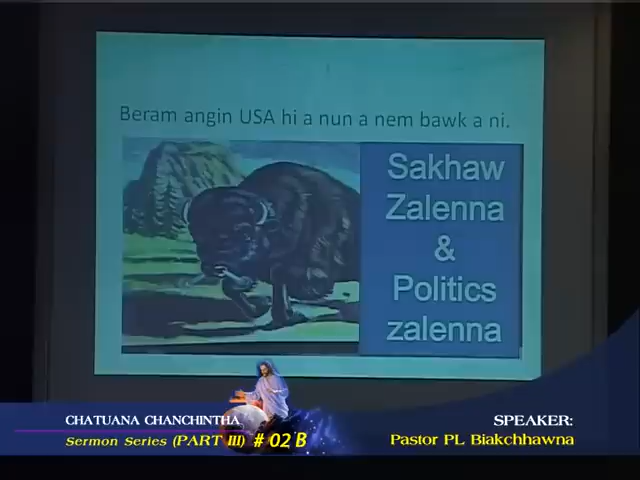 Beram angin USA hi a nun a nem bawk a ni.
Sakhaw
Zalenna
&
Politics
zalenna
CHATUANA CHANCHINTHA
Sermon Series (PART III) # 02 B
SPEAKER:
Pastor P.L. Biakchhawna